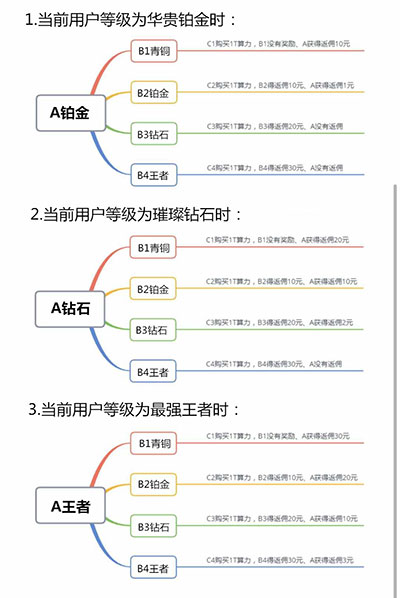 1.当前用户等级为华贵铂金时：
A铂金
B1青铜
C1购买1T算力，B1没有奖励、A获得返佣10元
B2铂金
C2购买1T算力，B2得返佣10元、A获得返佣1元
B3钻石
C3购买1T算力，B3得返佣20元、A没有返佣
B4王者
C4购买1T算力，B4得返佣30元、A没有返佣
2.当前用户等级为璀璨钻石时：
A钻石
B1青铜
C1购买1T算力，B1没有奖励、A获得返佣20元
B2铂金
C2购买1T算力，B2得返佣10元、A获得返佣10元
B3钻石
C3购买1T算力，B3得返佣20元、A获得返佣2元
B4王者
C4购买1T算力，B4得返佣30元、A没有返佣
3.当前用户等级为最强王者时：
A王者
B1青铜
C1购买1T算力，B1没有奖励、A获得返佣30元
B2铂金
C2购买1T算力，B2得返佣10元、A获得返佣20元
B3钻石
C3购买1T算力，B3得返佣20元、A获得返佣10元
B4王者
C4购买1T算力，B4得返佣30元、A获得返佣3元